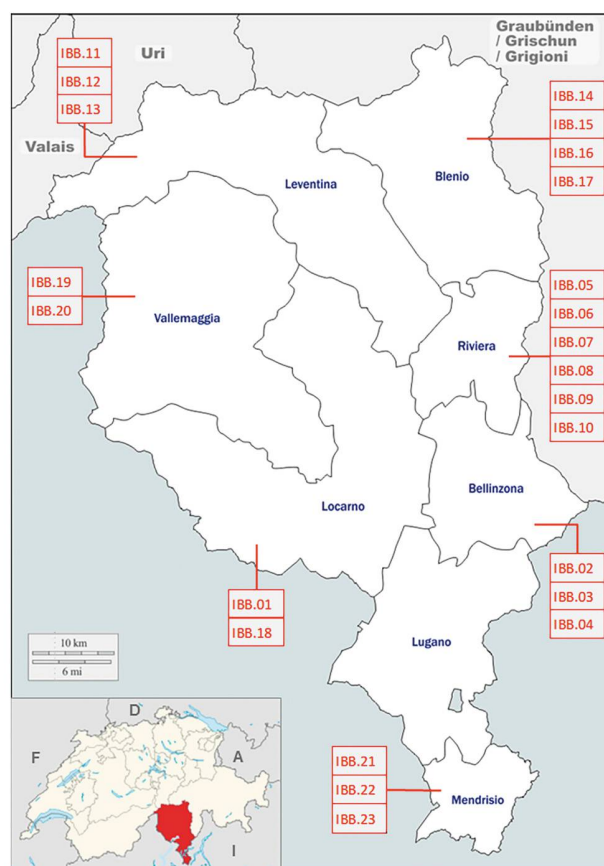 IBB.11
IBB.12
IBB.13
Uri
Graubünden
/ Grischun
/ Grigioni
Valais
IBB.14
IBB.15
IBB.16
IBB.17
Leventina
Blenio
IBB.19
IBB.20
Vallemaggia
IBB.05
IBB.06
IBB.07
IBB.08
IBB.09
IBB.10
Riviera
Bellinzona
Locarno
IBB.01
IBB.18
IBB.02
IBB.03
IBB.04
Lugano
10 km
6 mi
IBB.21
IBB.22
IBB.23
Mendrisio
D
F
A
I